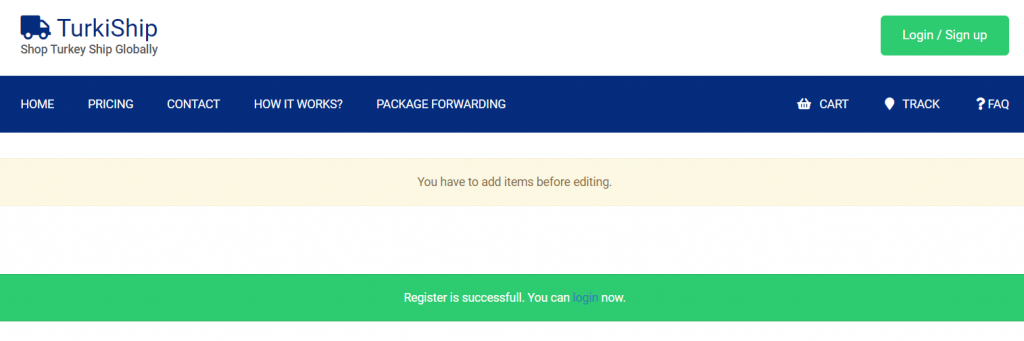 TurkiShip
Shop Turkey Ship Globally
Login / Sign up
HOME PRICING CONTACT HOW IT WORKS? PACKAGE FORWARDING CART TRACK ? FAQ
You have to add items before editing.
Register is successfull. You can login now.